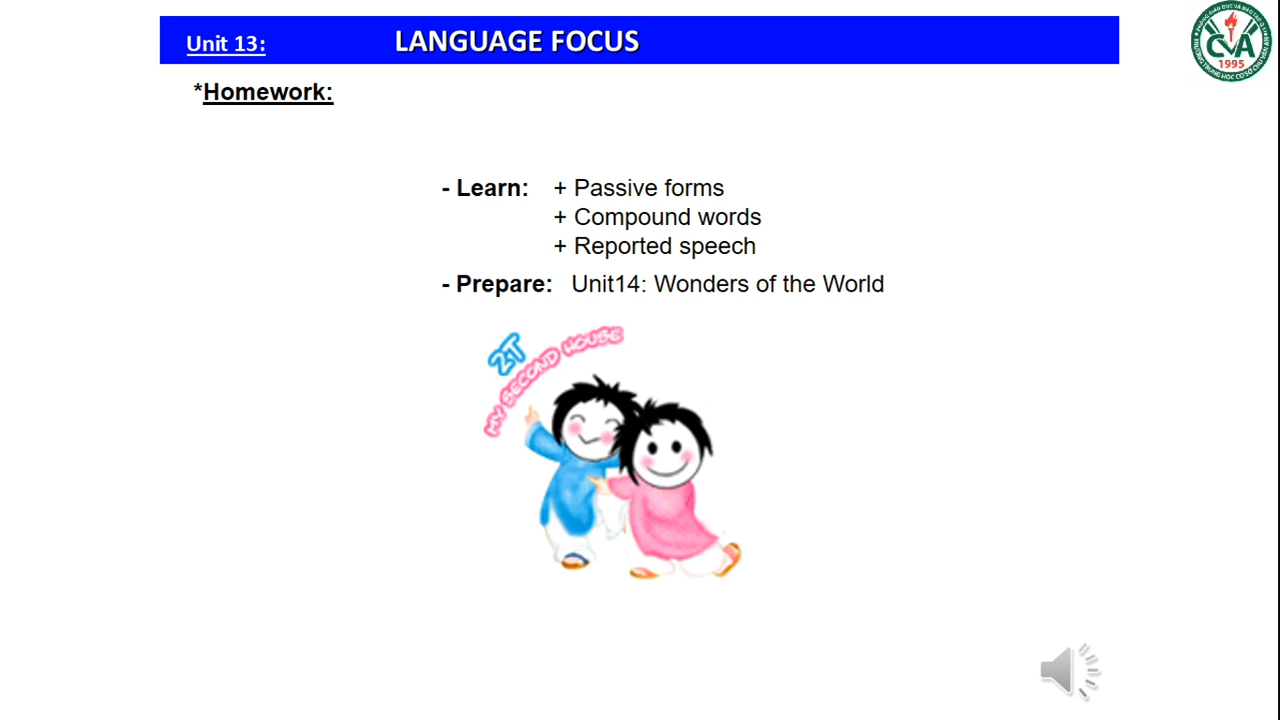 Unit 13:
LANGUAGE FOCUS
*Homework:
- Learn: + Passive forms
+ Compound words
+ Reported speech
- Prepare: Unit14: Wonders of the World
2T
MY SECOND HOUSE
CVA
1995